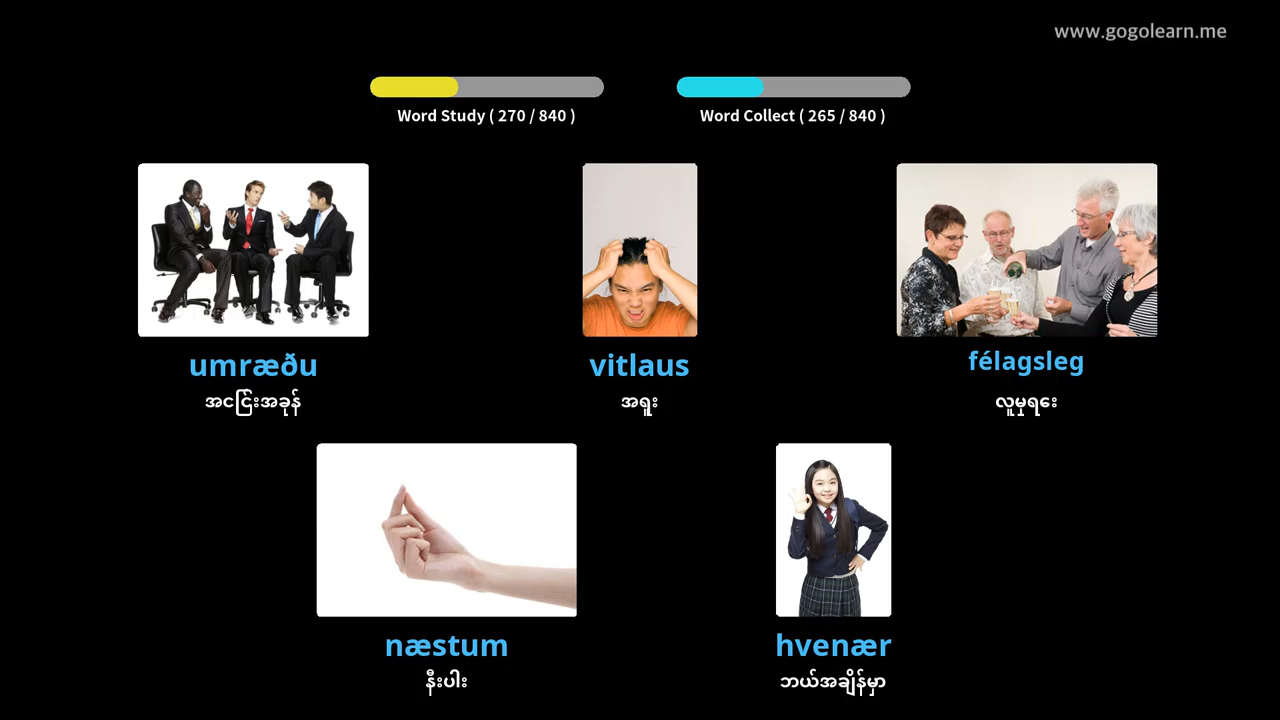 www.gogolearn.me
Word Study ( 270 / 840 )
Word Collect ( 265 / 840 )
umræðu
အငငြ်းအခုန်
vitlaus
အရူး
félagsleg
လူမှုရေး
næstum
နီးပါး
hvenær
ဘယ်အချိန်မှာ